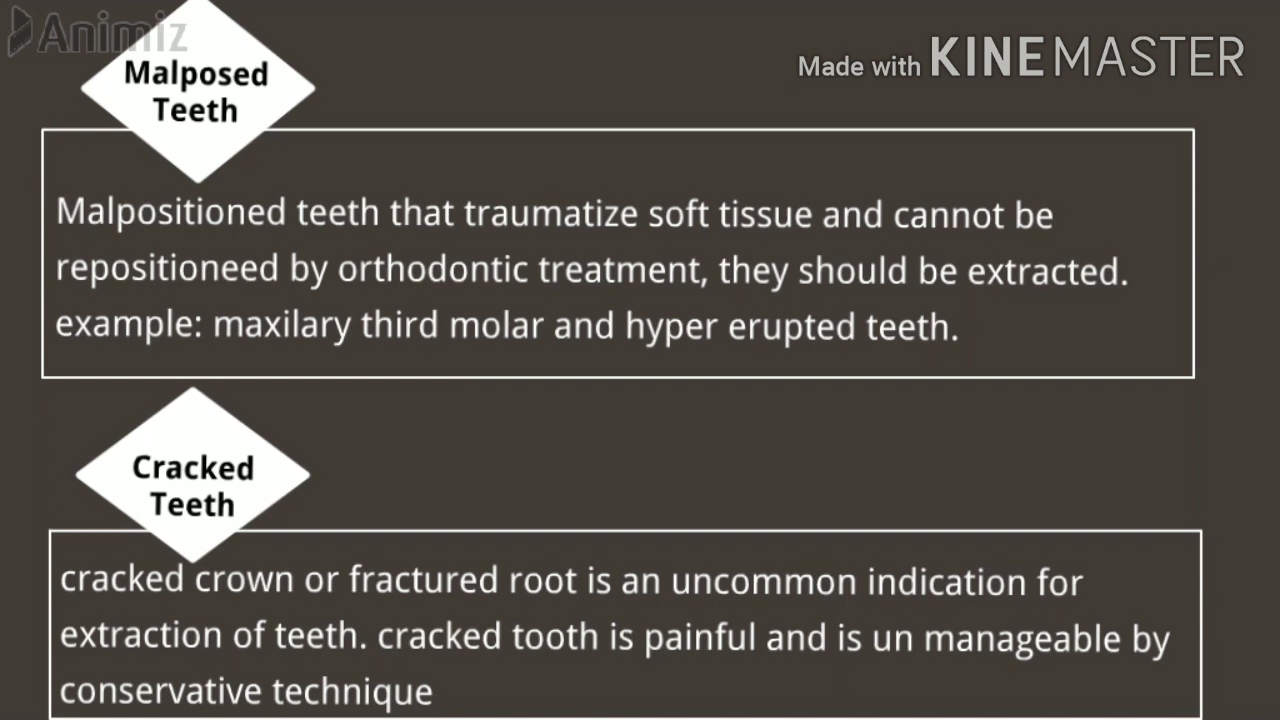 Animiz
Made with KINEMASTER
Malposed
Teeth
Malpositioned teeth that traumatize soft tissue and cannot be
repositioneed by orthodontic treatment, they should be extracted.
example: maxilary third molar and hyper erupted teeth.
Cracked
Teeth
cracked crown or fractured root is an uncommon indication for
extraction of teeth. cracked tooth is painful and is un manageable by
conservative technique